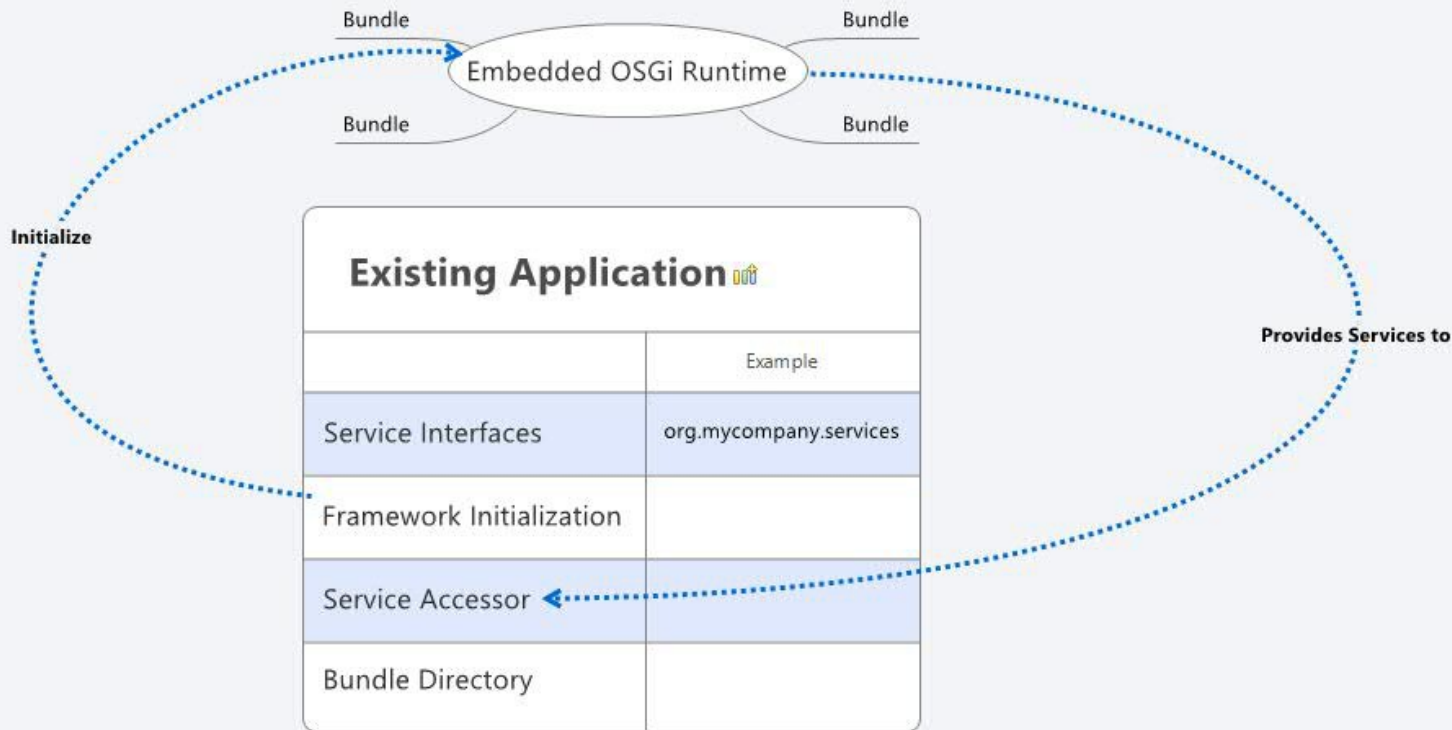 Bundle
Bundle
Embedded OSGi Runtime
Bundle
Bundle
Initialize
Existing Application
Provides Services to
Example
Service Interfaces
org.mycompany.services
Framework Initialization
Service Accessor
Bundle Directory